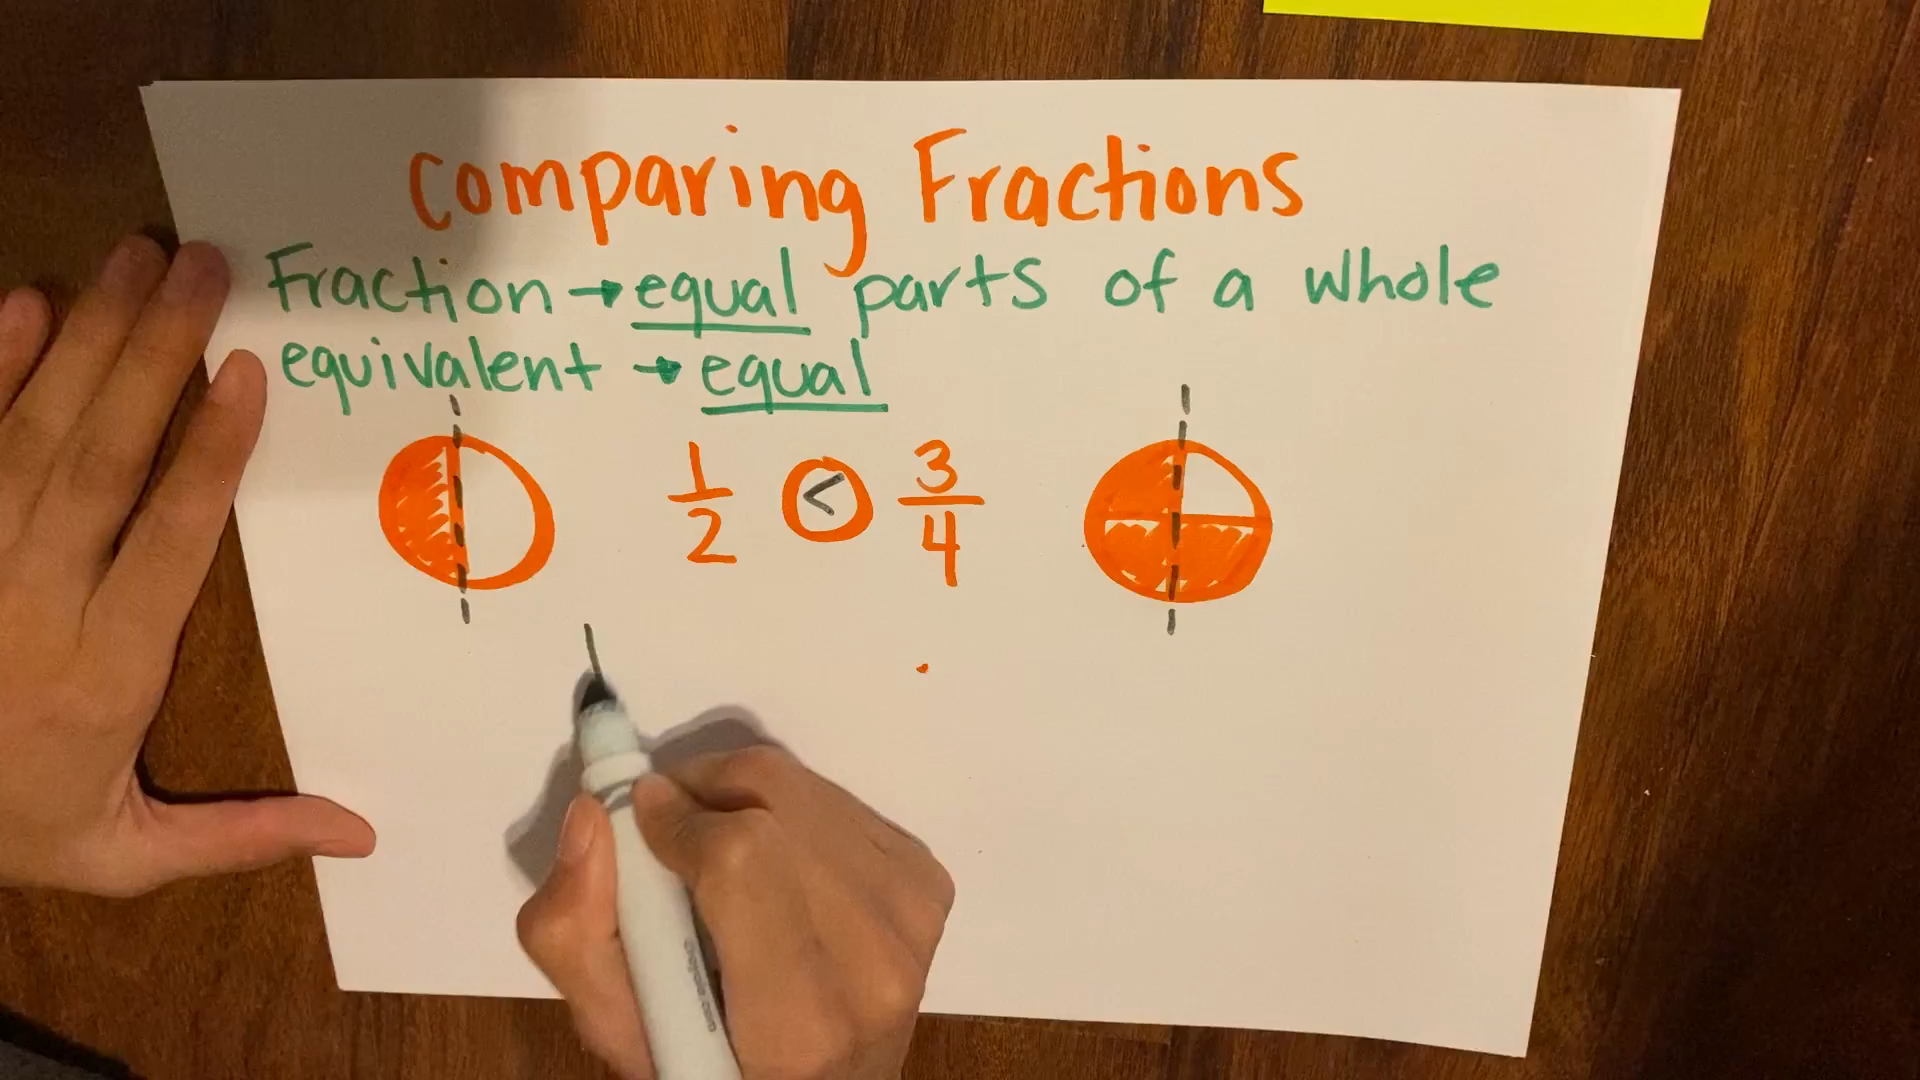 Comparing Fractions
Fraction → equal parts of a whole
equivalent → equal
1/2 < 3/4